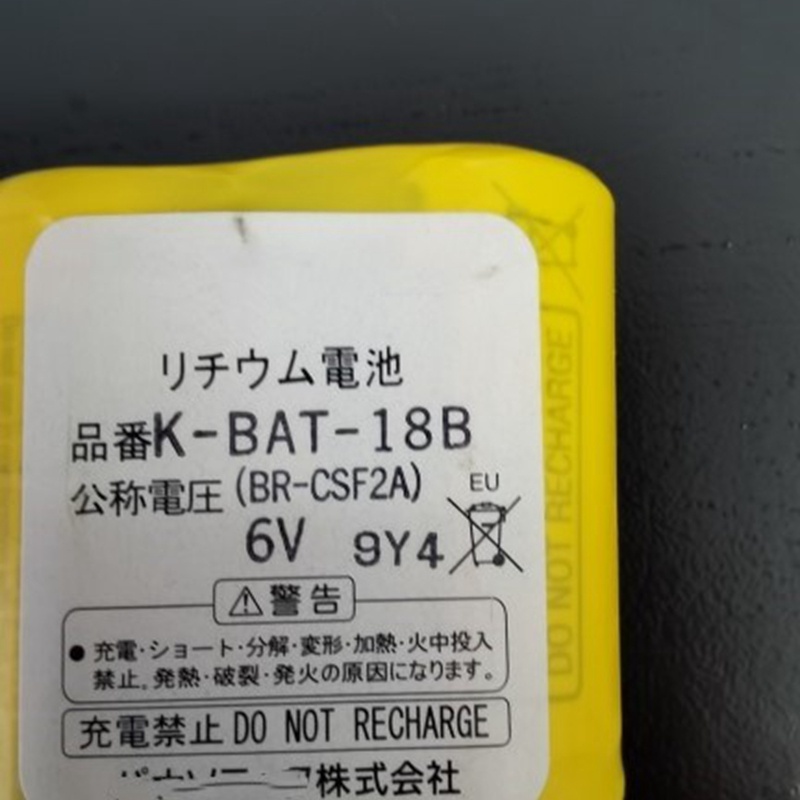 リチウム電池
品番K-BAT-18B
公称電圧(BR-CSF2A)
EU
6V 9Y4
警告
●充電・ショート・分解・変形・加熱・火中投入
禁止。発熱・破裂・発火の原因になります。
充電禁止 DO NOT RECHARGE
株式会社
DO NOT RECHARGE